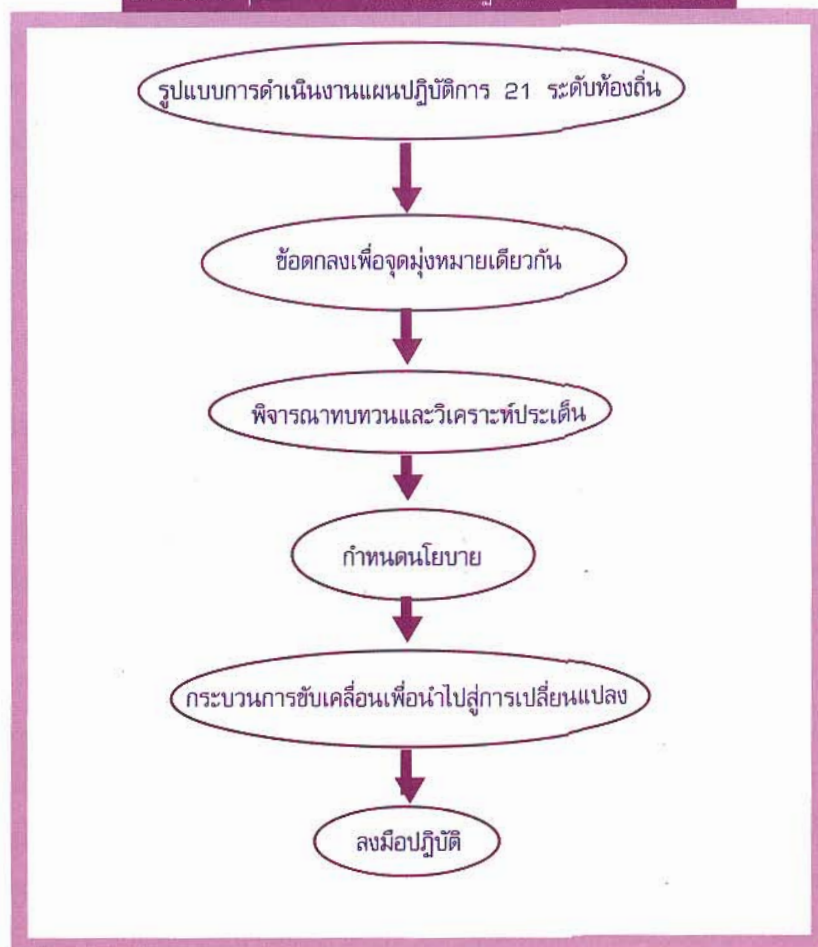 รูปแบบการดำเนินงานแผนปฏิบัติการ 21 ระดับท้องถิ่น
ข้อตกลงเพื่อจุดมุ่งหมายเดียวกัน
พิจารณาทบทวนและวิเคราะห์ประเด็น
กำหนดนโยบาย
กระบวนการขับเคลื่อนเพื่อนำไปสู่การเปลี่ยนแปลง
ลงมือปฏิบัติ